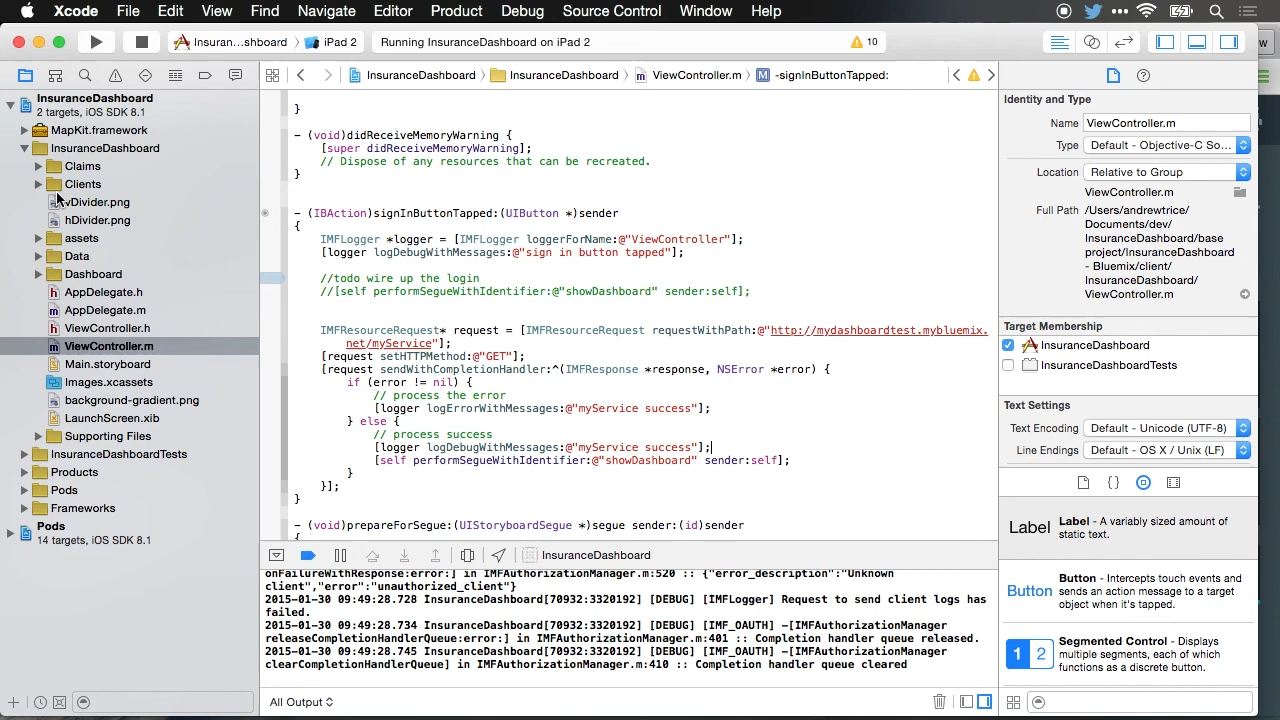 Xcode File Edit View Find Navigate Editor Product Debug Source Control Window Help
Insuran...shboard iPad 2 Running InsuranceDashboard on iPad 2 10
InsuranceDashboard InsuranceDashboard ViewController.m M -signInButtonTapped:
InsuranceDashboard
2 targets, iOS SDK 8.1
MapKit.framework
InsuranceDashboard
Claims
Clients
vDivider.png
hDivider.png
assets
Data
Dashboard
h AppDelegate.h
m AppDelegate.m
h ViewController.h
m ViewController.m
Main.storyboard
Images.xcassets
background-gradient.png
LaunchScreen.xib
Supporting Files
InsuranceDashboardTests
Products
Pods
Frameworks
Pods
14 targets, iOS SDK 8.1
}
- (void)didReceiveMemoryWarning {
[super didReceiveMemoryWarning];
// Dispose of any resources that can be recreated.
}
- (IBAction)signInButtonTapped:(UIButton *)sender
{
IMFLogger *logger = [IMFLogger loggerForName:@"ViewController"];
[logger logDebugWithMessages:@"sign in button tapped"];
//todo wire up the login
//[self performSegueWithIdentifier:@"showDashboard" sender:self];
IMFResourceRequest* request = [IMFResourceRequest requestWithPath:@"http://mydashboardtest.mybluemix.
net/myService"];
[request setHTTPMethod:@"GET"];
[request sendWithCompletionHandler:^(IMFResponse *response, NSError *error) {
if (error != nil) {
// process the error
[logger logErrorWithMessages:@"myService success"];
} else {
// process success
[logger logDebugWithMessages:@"myService success"];
[self performSegueWithIdentifier:@"showDashboard" sender:self];
}
}];
}
- (void)prepareForSegue:(UIStoryboardSegue *)segue sender:(id)sender
{
InsuranceDashboard
onFailureWithResponse:error:] in IMFAuthorizationManager.m:520 :: {"error_description":"Unknown
client","error":"unauthorized_client"}
2015-01-30 09:49:28.728 InsuranceDashboard[70932:3320192] [DEBUG] [IMFLogger] Request to send client logs has
failed.
2015-01-30 09:49:28.734 InsuranceDashboard[70932:3320192] [DEBUG] [IMF_OAUTH] -[IMFAuthorizationManager
releaseCompletionHandlerQueue:error:] in IMFAuthorizationManager.m:401 :: Completion handler queue released.
2015-01-30 09:49:28.745 InsuranceDashboard[70932:3320192] [DEBUG] [IMF_OAUTH] -[IMFAuthorizationManager
clearCompletionHandlerQueue] in IMFAuthorizationManager.m:410 :: Completion handler queue cleared
All Output
Identity and Type
Name ViewController.m
Type Default - Objective-C So...
Location Relative to Group
ViewController.m
Full Path /Users/andrewtrice/
Documents/dev/
InsuranceDashboard/base
project/InsuranceDashboard
- Bluemix/client/
InsuranceDashboard/
ViewController.m
Target Membership
InsuranceDashboard
InsuranceDashboardTests
Text Settings
Text Encoding Default - Unicode (UTF-8)
Line Endings Default - OS X / Unix (LF)
{ }
Label Label - A variably sized amount of
static text.
Button Button - Intercepts touch events and
sends an action message to a target
object when it's tapped.
1 2 Segmented Control - Displays
multiple segments, each of which
functions as a discrete button.